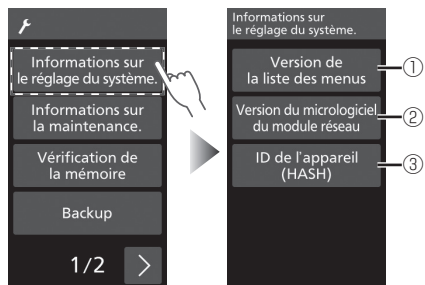 Informations sur
le réglage du système.
Informations sur
la maintenance.
Vérification de
la mémoire
Backup
1/2
Informations sur
le réglage du système.
Version de
la liste des menus
①
Version du micrologiciel
du module réseau
②
ID de l'appareil
(HASH)
③